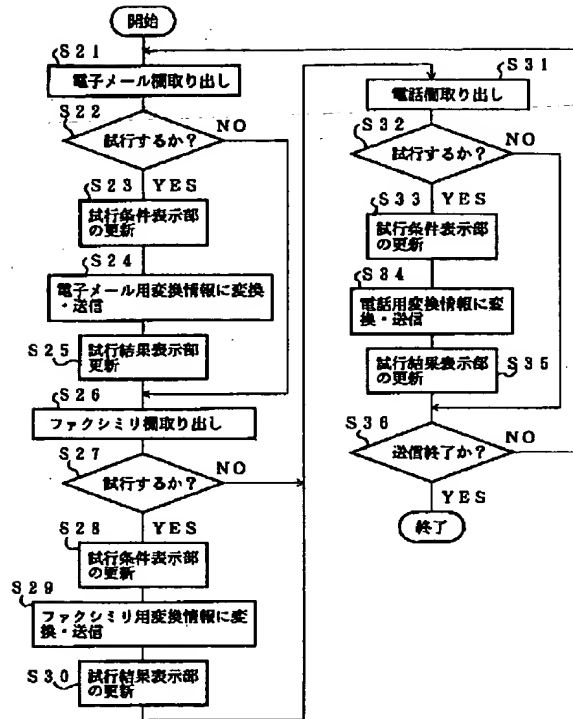 開始
S21
電子メール欄取り出し
S22
試行するか?
NO
S23
YES
試行条件表示部
の更新
S24
電子メール用変換情報に変換
・送信
S25
試行結果表示部
更新
S26
ファクシミリ欄取り出し
S27
試行するか?
NO
S28
YES
試行条件表示部
の更新
S29
ファクシミリ用変換情報に変
換・送信
S30
試行結果表示部
の更新
S31
電話欄取り出し
S32
試行するか?
NO
S33
YES
試行条件表示部
の更新
S34
電話用変換情報に変
換・送信
試行結果表示部
の更新
S35
S36
送信終了か?
NO
YES
終了